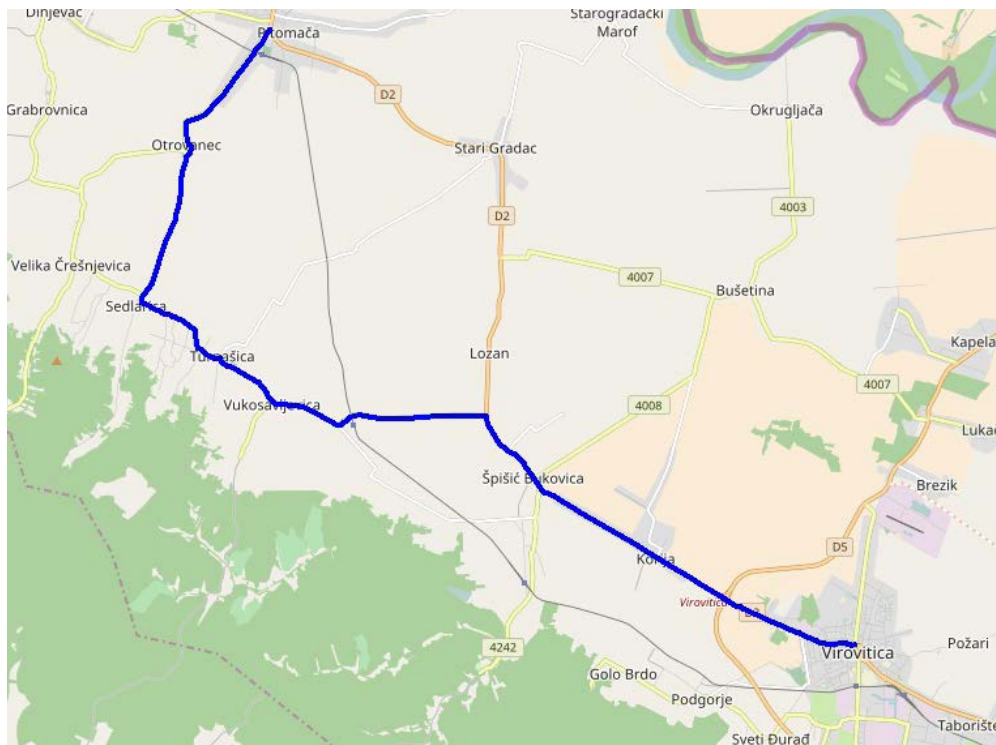 Dinjevac
Pitomača
Starogradački
Marof
D2
Grabrovnica
Okrugljača
Otrovanec
Stari Gradac
4003
D2
Velika Črešnjevica
4007
Bušetina
Sedlarica
Kapela
Turnašica
Lozan
4007
Vukosavljevica
4008
Lukač
Špišić Bukovica
Brezik
D5
Korija
Virovitica
D2
4242
Virovitica
Požari
Golo Brdo
Podgorje
Taborište
Sveti Đurađ